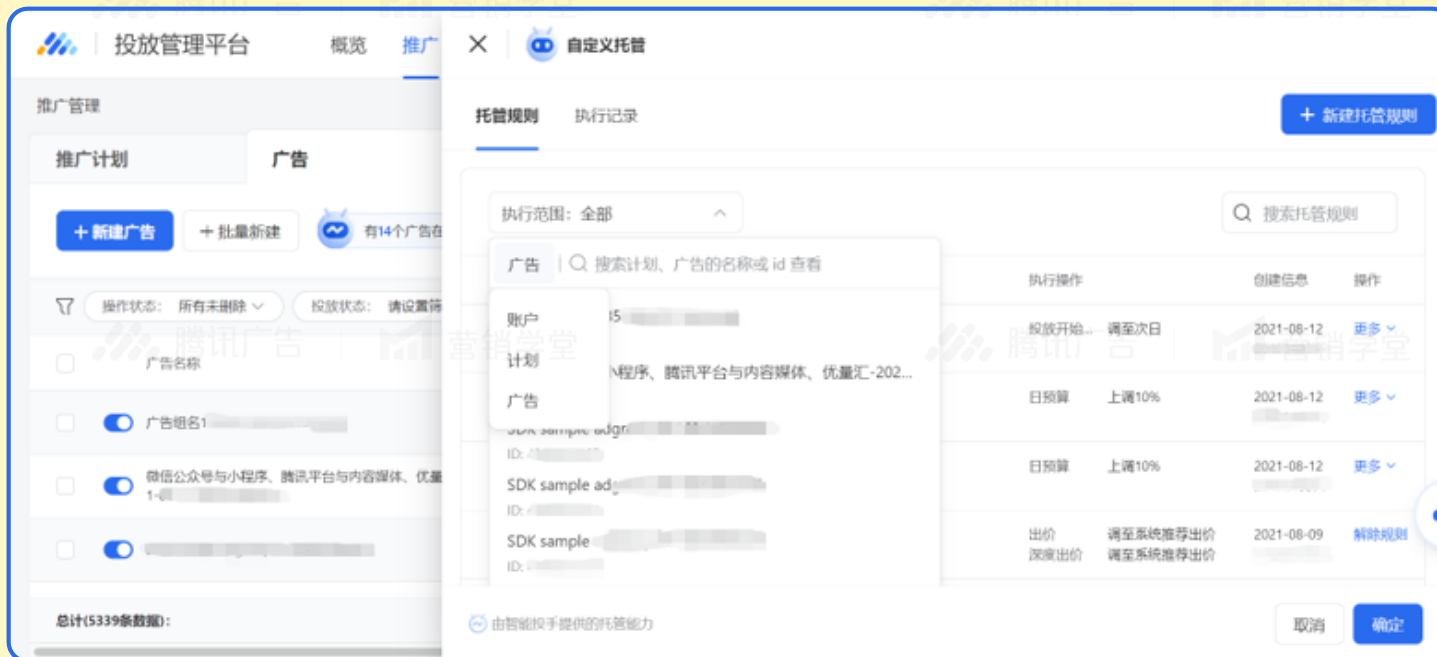 投放管理平台
概览
推广
自定义托管
推广管理
托管规则
执行记录
+ 新建托管规则
推广计划
广告
执行范围: 全部
搜索托管规则
+ 新建广告
+ 批量新建
有14个广告在
广告
搜索计划、广告的名称或 id 查看
执行操作
创建信息
操作
操作状态: 所有未删除
投放状态: 请设置筛
账户
计划
广告
投放开始... 调至次日
2021-08-12
更多
广告名称
小程序、腾讯平台与内容媒体、优量汇-202...
日预算
上调10%
2021-08-12
更多
广告组名1
SDK sample adgr
ID:
日预算
上调10%
2021-08-12
更多
微信公众号与小程序、腾讯平台与内容媒体、优量
SDK sample adg
ID:
SDK sample
ID:
出价
调至系统推荐出价
深度出价
调至系统推荐出价
2021-08-09
解除规则
总计(5339条数据):
由智能投手提供的托管能力
取消
确定
腾讯广告
营销学堂
腾讯广告